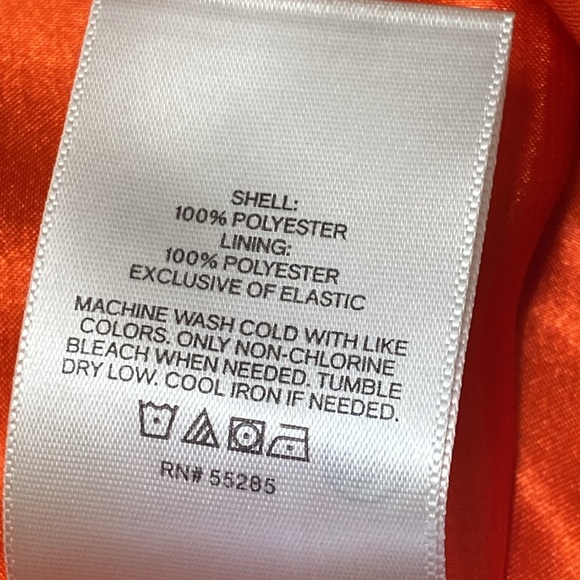 SHELL:
100% POLYESTER
LINING:
100% POLYESTER
EXCLUSIVE OF ELASTIC
MACHINE WASH COLD WITH LIKE
COLORS. ONLY NON-CHLORINE
BLEACH WHEN NEEDED. TUMBLE
DRY LOW. COOL IRON IF NEEDED.
RN# 55285